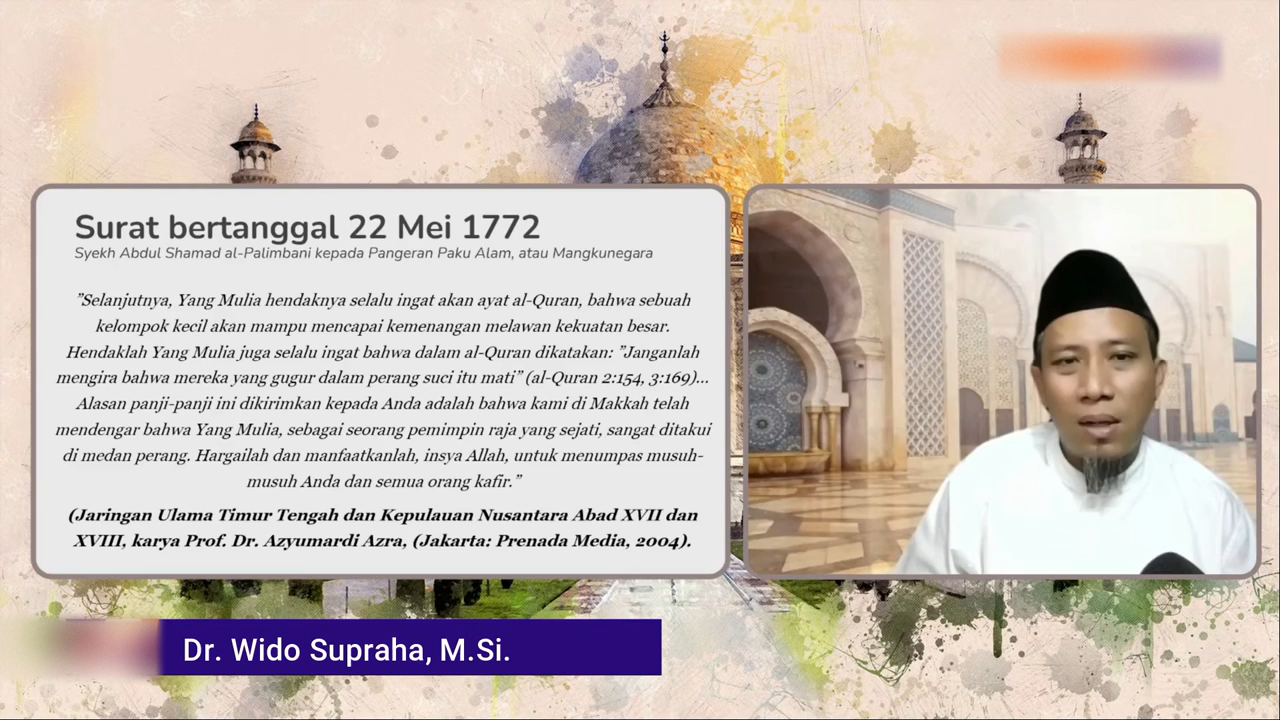 Surat bertanggal 22 Mei 1772
Syekh Abdul Shamad al-Palimbani kepada Pangeran Paku Alam, atau Mangkunegara
”Selanjutnya, Yang Mulia hendaknya selalu ingat akan ayat al-Quran, bahwa sebuah
kelompok kecil akan mampu mencapai kemenangan melawan kekuatan besar.
Hendaklah Yang Mulia juga selalu ingat bahwa dalam al-Quran dikatakan: ”Janganlah
mengira bahwa mereka yang gugur dalam perang suci itu mati” (al-Quran 2:154, 3:169)...
Alasan panji-panji ini dikirimkan kepada Anda adalah bahwa kami di Makkah telah
mendengar bahwa Yang Mulia, sebagai seorang pemimpin raja yang sejati, sangat ditakui
di medan perang. Hargailah dan manfaatkanlah, insya Allah, untuk menumpas musuh-
musuh Anda dan semua orang kafir.”
(Jaringan Ulama Timur Tengah dan Kepulauan Nusantara Abad XVII dan
XVIII, karya Prof. Dr. Azyumardi Azra, (Jakarta: Prenada Media, 2004).
Dr. Wido Supraha, M.Si.